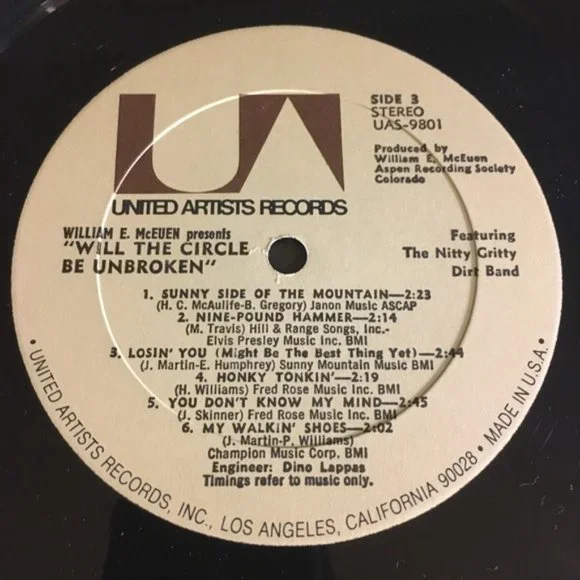 UA
SIDE 3
STEREO
UAS-9801
Produced by
William E. McEuen
Aspen Recording Society
Colorado
UNITED ARTISTS RECORDS
WILLIAM E. McEUEN presents
"WILL THE CIRCLE
BE UNBROKEN"
Featuring
The Nitty Gritty
Dirt Band
1. SUNNY SIDE OF THE MOUNTAIN—2:23
(H. C. McAulife-B. Gregory) Janon Music ASCAP
2. NINE-POUND HAMMER—2:14
(M. Travis) Hill & Range Songs, Inc.-
Elvis Presley Music Inc. BMI
3. LOSIN' YOU (Might Be The Best Thing Yet)—2:44
(J. Martin-E. Humphrey) Sunny Mountain Music BMI
4. HONKY TONKIN'—2:19
(H. Williams) Fred Rose Music Inc. BMI
5. YOU DON'T KNOW MY MIND—2:45
(J. Skinner) Fred Rose Music Inc. BMI
6. MY WALKIN' SHOES—2:02
(J. Martin-P. Williams)
Champion Music Corp. BMI
Engineer: Dino Lappas
Timings refer to music only.
• UNITED ARTISTS RECORDS, INC., LOS ANGELES, CALIFORNIA 90028 • MADE IN U.S.A. •